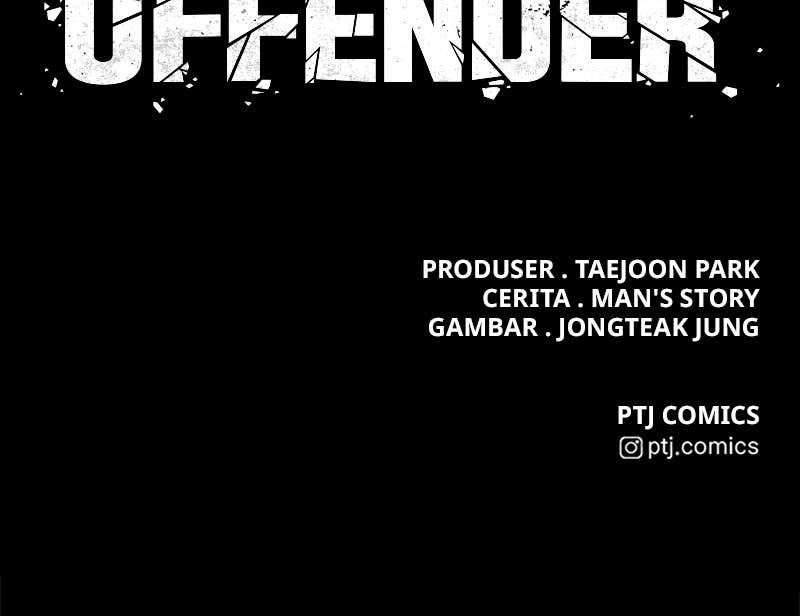 OFFENDER
PRODUSER . TAEJOON PARK
CERITA . MAN'S STORY
GAMBAR . JONGTEAK JUNG
PTJ COMICS
ptj.comics